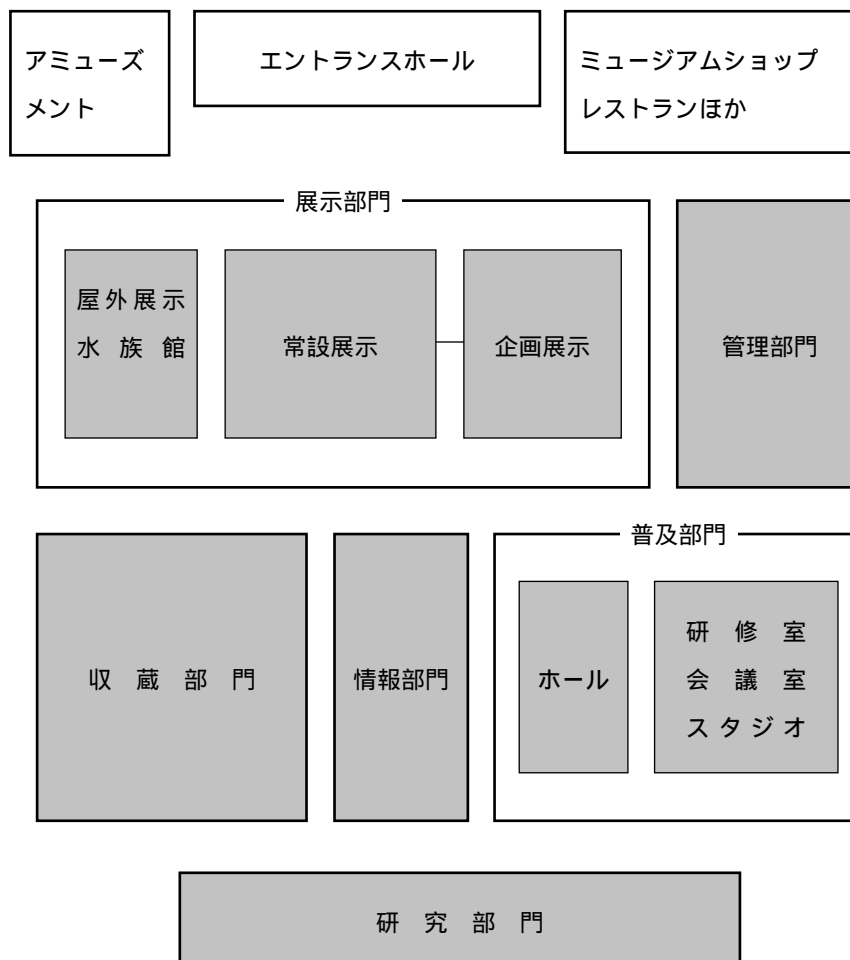 アミューズ
メント
エントランスホール
ミュージアムショップ
レストランほか
展示部門
屋外展示
水族館
常設展示
企画展示
管理部門
収蔵部門
情報部門
普及部門
ホール
研修室
会議室
スタジオ
研究部門